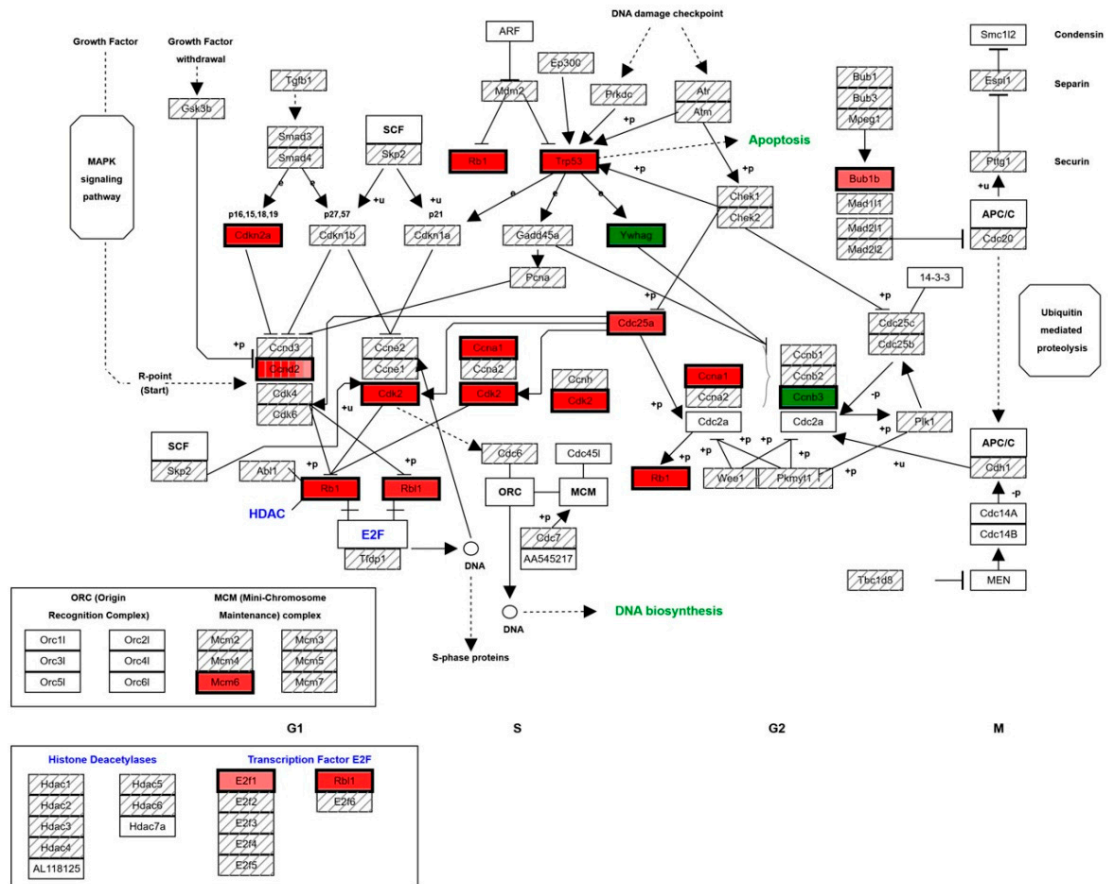 DNA damage checkpoint
Growth Factor
Growth Factor
withdrawal
ARF
Smc1l2
Condensin
Ep300
Tgfb1
Gsk3b
Mdm2
Prkdc
Atr
Atm
+p
Bub1
Bub3
Mpeg1
Espl1
Separin
MAPK
signaling
pathway
Smad3
Smad4
SCF
Skp2
Rb1
Trp53
Apoptosis
Bub1b
Pttg1
Securin
e
e
+u
+u
e
e
e
+p
+p
+u
Chek1
Chek2
Mad1l1
Mad2l1
Mad2l2
APC/C
Cdc20
p16,15,18,19
p27,57
p21
Cdkn2a
Cdkn1b
Cdkn1a
Gadd45a
Ywhag
Pcna
14-3-3
+p
+p
Cdc25a
Cdc25c
Cdc25b
Ubiquitin
mediated
proteolysis
+p
Ccnd3
Ccnd2
Cdk4
Cdk6
Ccne2
Ccne1
Cdk2
Ccna1
Ccna2
Cdk2
Ccnh
Cdk2
Ccna1
Ccna2
Cdc2a
Ccnb1
Ccnb2
Ccnb3
Cdc2a
R-point
(Start)
+u
+p
-p
+p
Plk1
SCF
Skp2
Abl1
+p
+p
Rb1
Rbl1
Cdc6
Cdc45l
+p
+p
+p
+p
+p
+u
Rb1
Wee1
Pkmyt1
APC/C
Cdh1
HDAC
ORC
MCM
-p
E2F
Tfdp1
DNA
+p
Cdc7
AA545217
Cdc14A
Cdc14B
Tbc1d8
MEN
DNA
DNA biosynthesis
S-phase proteins
ORC (Origin
Recognition Complex)
MCM (Mini-Chromosome
Maintenance) complex
Orc1l
Orc2l
Mcm2
Mcm3
Orc3l
Orc4l
Mcm4
Mcm5
Orc5l
Orc6l
Mcm6
Mcm7
G1
S
G2
M
Histone Deacetylases
Transcription Factor E2F
Hdac1
Hdac5
E2f1
Rbl1
Hdac2
Hdac6
E2f2
E2f6
Hdac3
Hdac7a
E2f3
Hdac4
E2f4
AL118125
E2f5